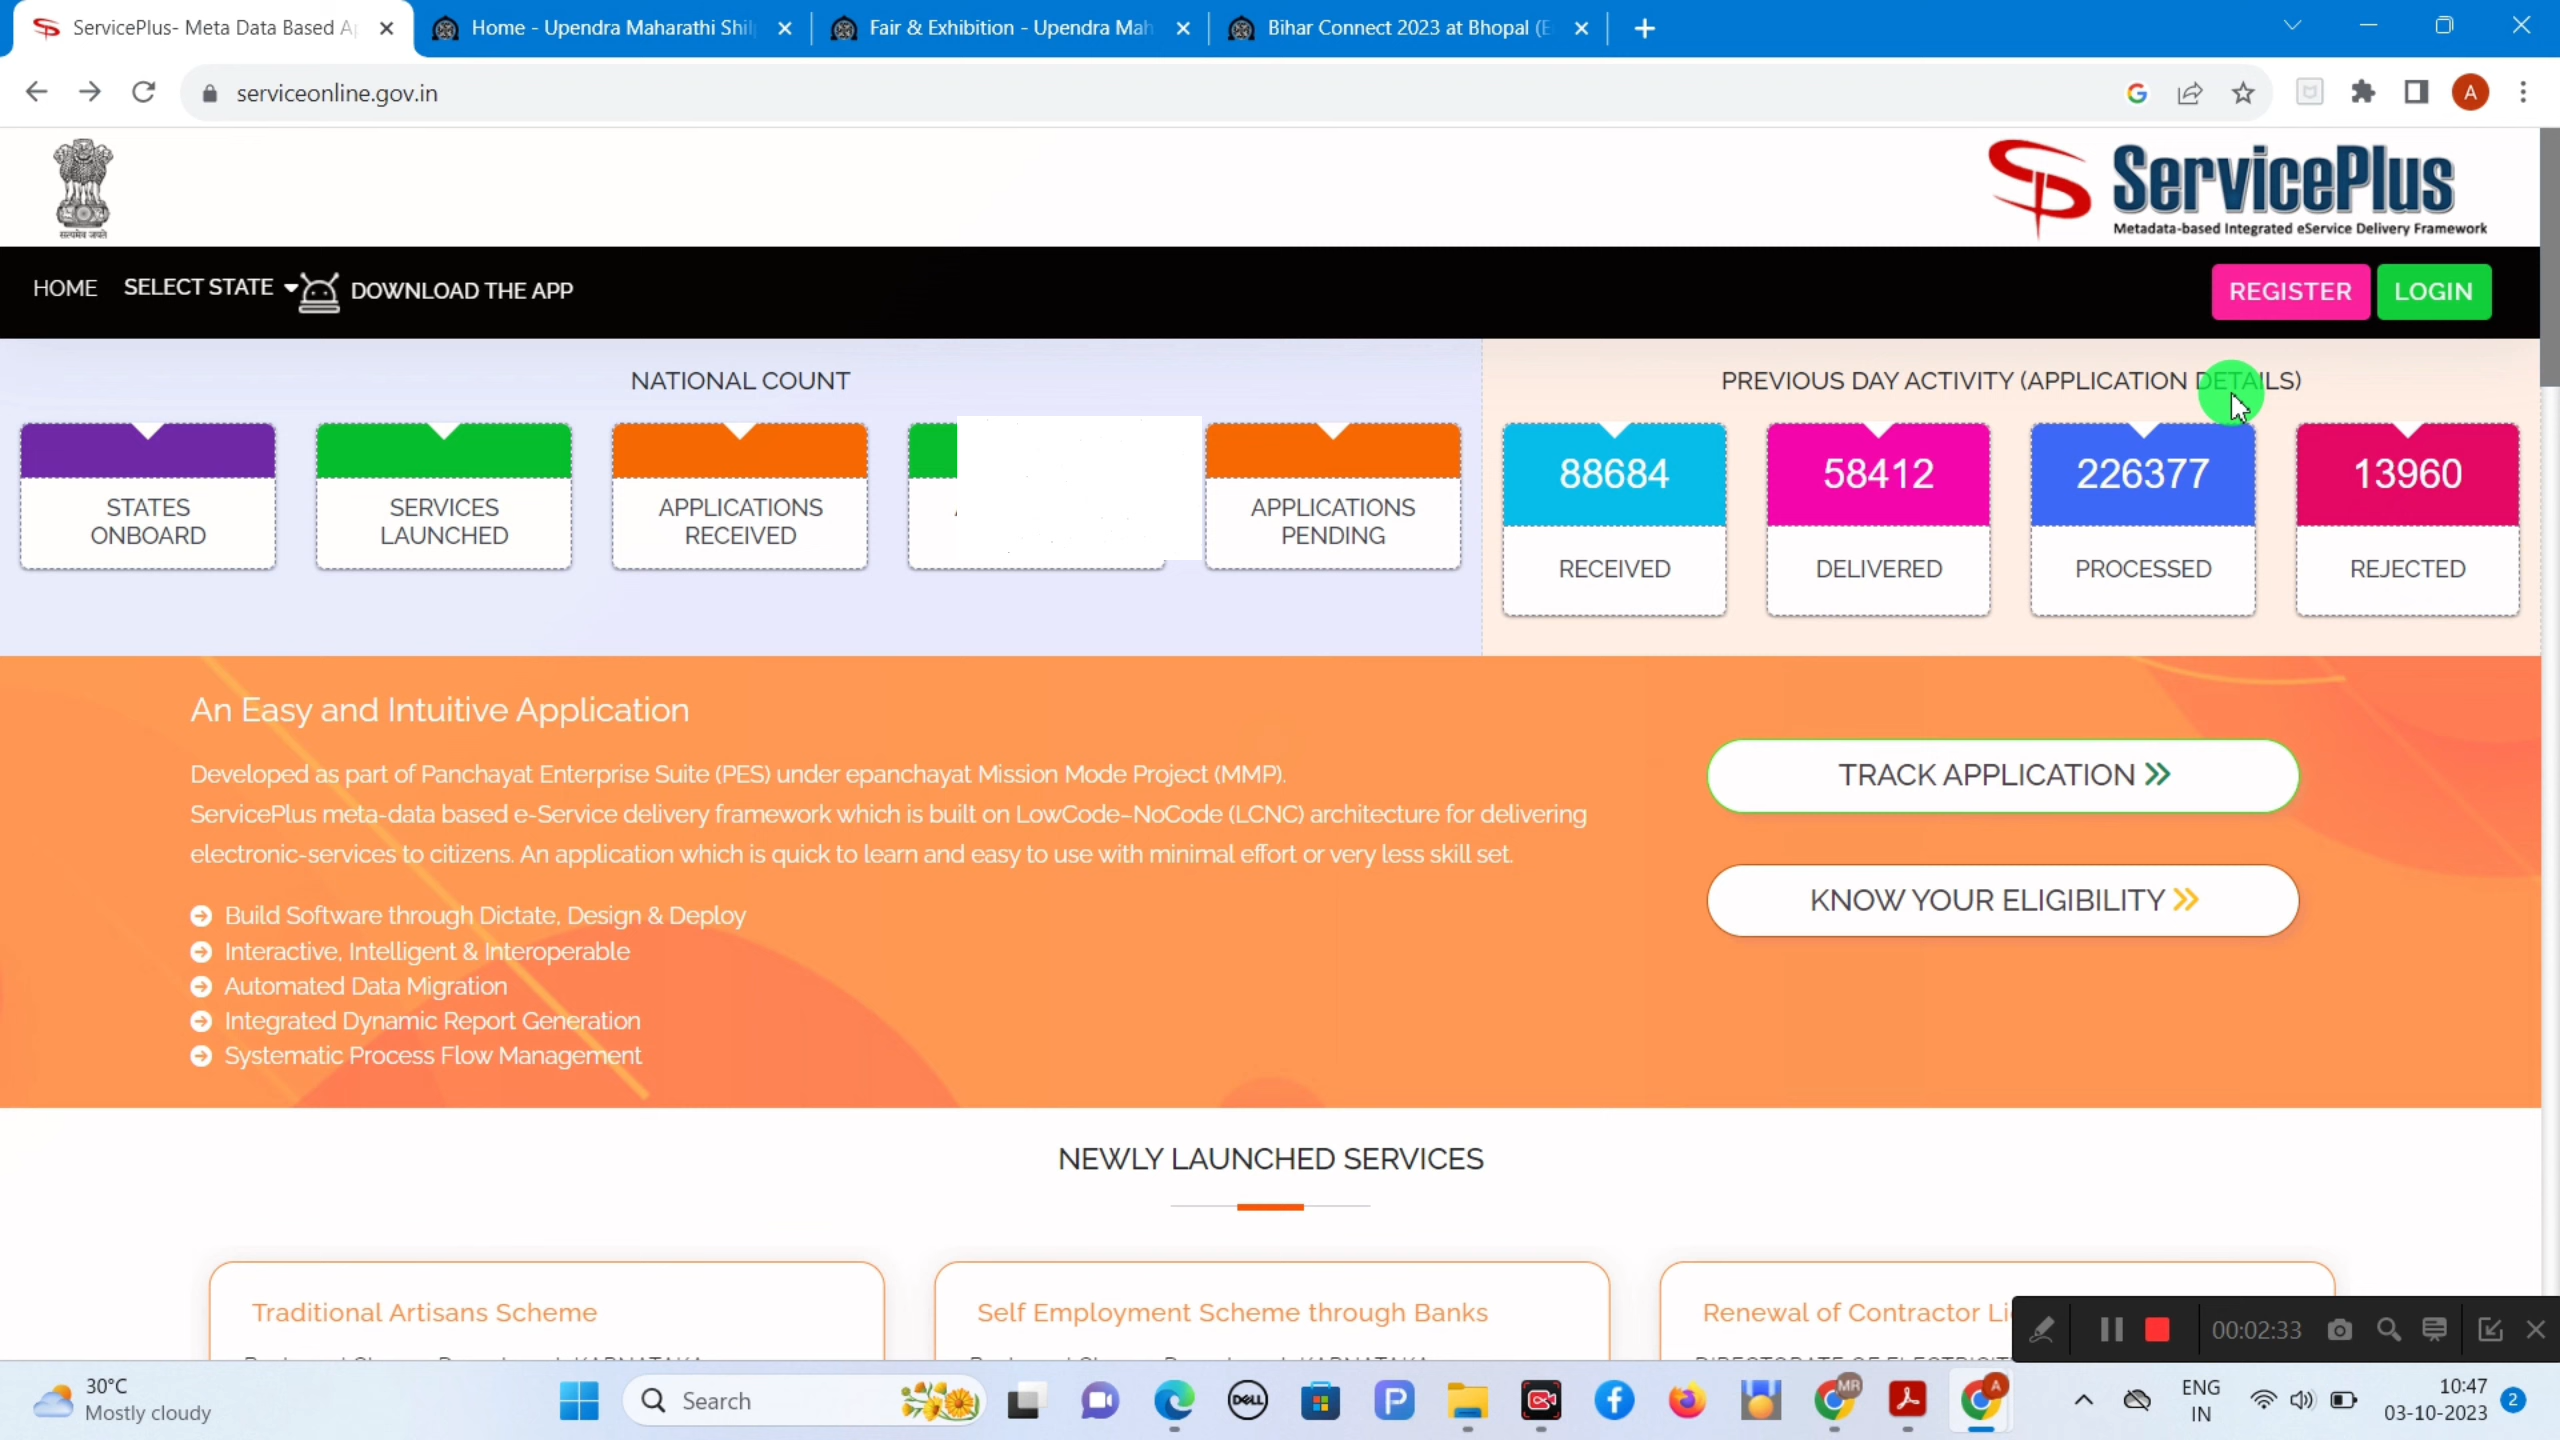 ServicePlus- Meta Data Based A
Home - Upendra Maharathi Shil
Fair & Exhibition - Upendra Mah
Bihar Connect 2023 at Bhopal (E
serviceonline.gov.in
A
सत्यमेव जयते
ServicePlus
Metadata-based Integrated eService Delivery Framework
HOME
SELECT STATE
DOWNLOAD THE APP
REGISTER
LOGIN
NATIONAL COUNT
STATES
ONBOARD
SERVICES
LAUNCHED
APPLICATIONS
RECEIVED
APPLICATIONS
PENDING
PREVIOUS DAY ACTIVITY (APPLICATION DETAILS)
88684
RECEIVED
58412
DELIVERED
226377
PROCESSED
13960
REJECTED
An Easy and Intuitive Application
Developed as part of Panchayat Enterprise Suite (PES) under epanchayat Mission Mode Project (MMP).
ServicePlus meta-data based e-Service delivery framework which is built on LowCode-NoCode (LCNC) architecture for delivering
electronic-services to citizens. An application which is quick to learn and easy to use with minimal effort or very less skill set.
Build Software through Dictate, Design & Deploy
Interactive, Intelligent & Interoperable
Automated Data Migration
Integrated Dynamic Report Generation
Systematic Process Flow Management
TRACK APPLICATION
KNOW YOUR ELIGIBILITY
NEWLY LAUNCHED SERVICES
Traditional Artisans Scheme
Self Employment Scheme through Banks
Renewal of Contractor Li
00:02:33
30°C
Mostly cloudy
Search
DELL
P
MR
A
ENG
IN
10:47
03-10-2023
2